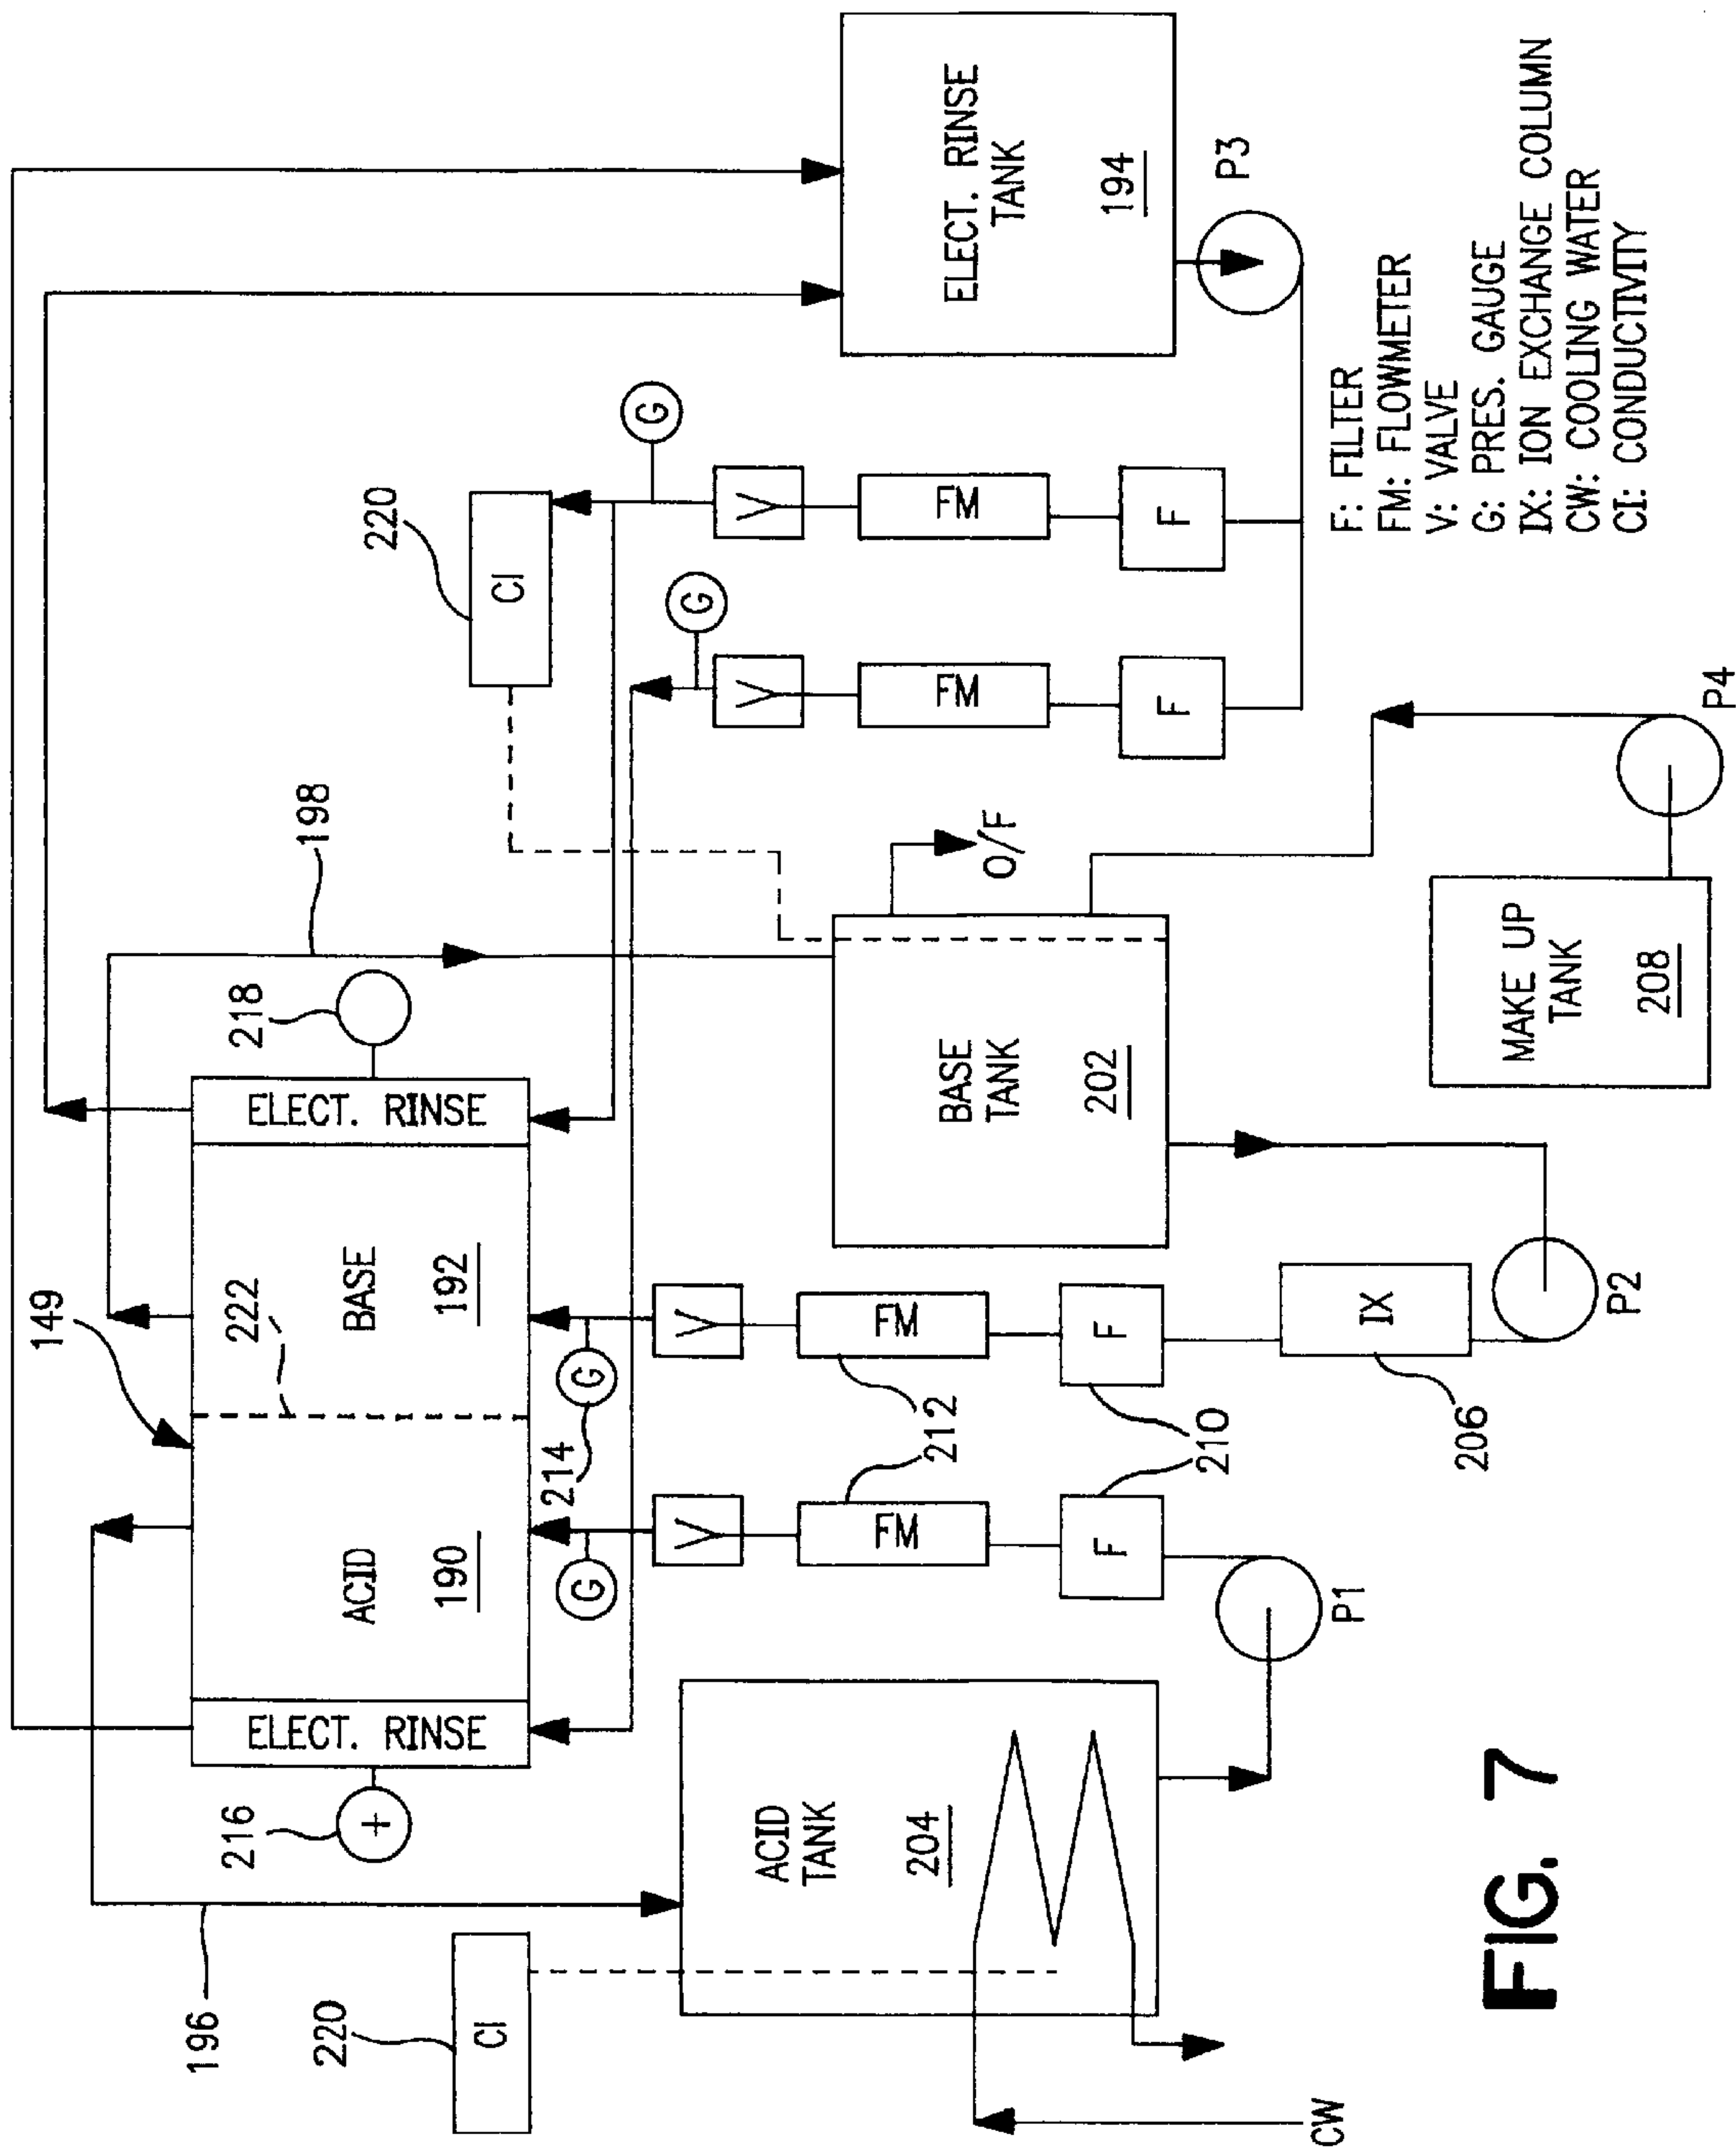 149
196
198
216
218
222
ELECT. RINSE
ACID
190
BASE
192
ELECT. RINSE
+
220
CI
220
CI
214
G
G
G
G
V
V
V
V
212
FM
FM
FM
FM
210
F
F
F
F
ACID
TANK
204
BASE
TANK
202
O/F
ELECT. RINSE
TANK
194
IX
206
P1
P2
P3
P4
MAKE UP
TANK
208
CW
F: FILTER
FM: FLOWMETER
V: VALVE
G: PRES. GAUGE
IX: ION EXCHANGE COLUMN
CW: COOLING WATER
CI: CONDUCTIVITY
FIG. 7